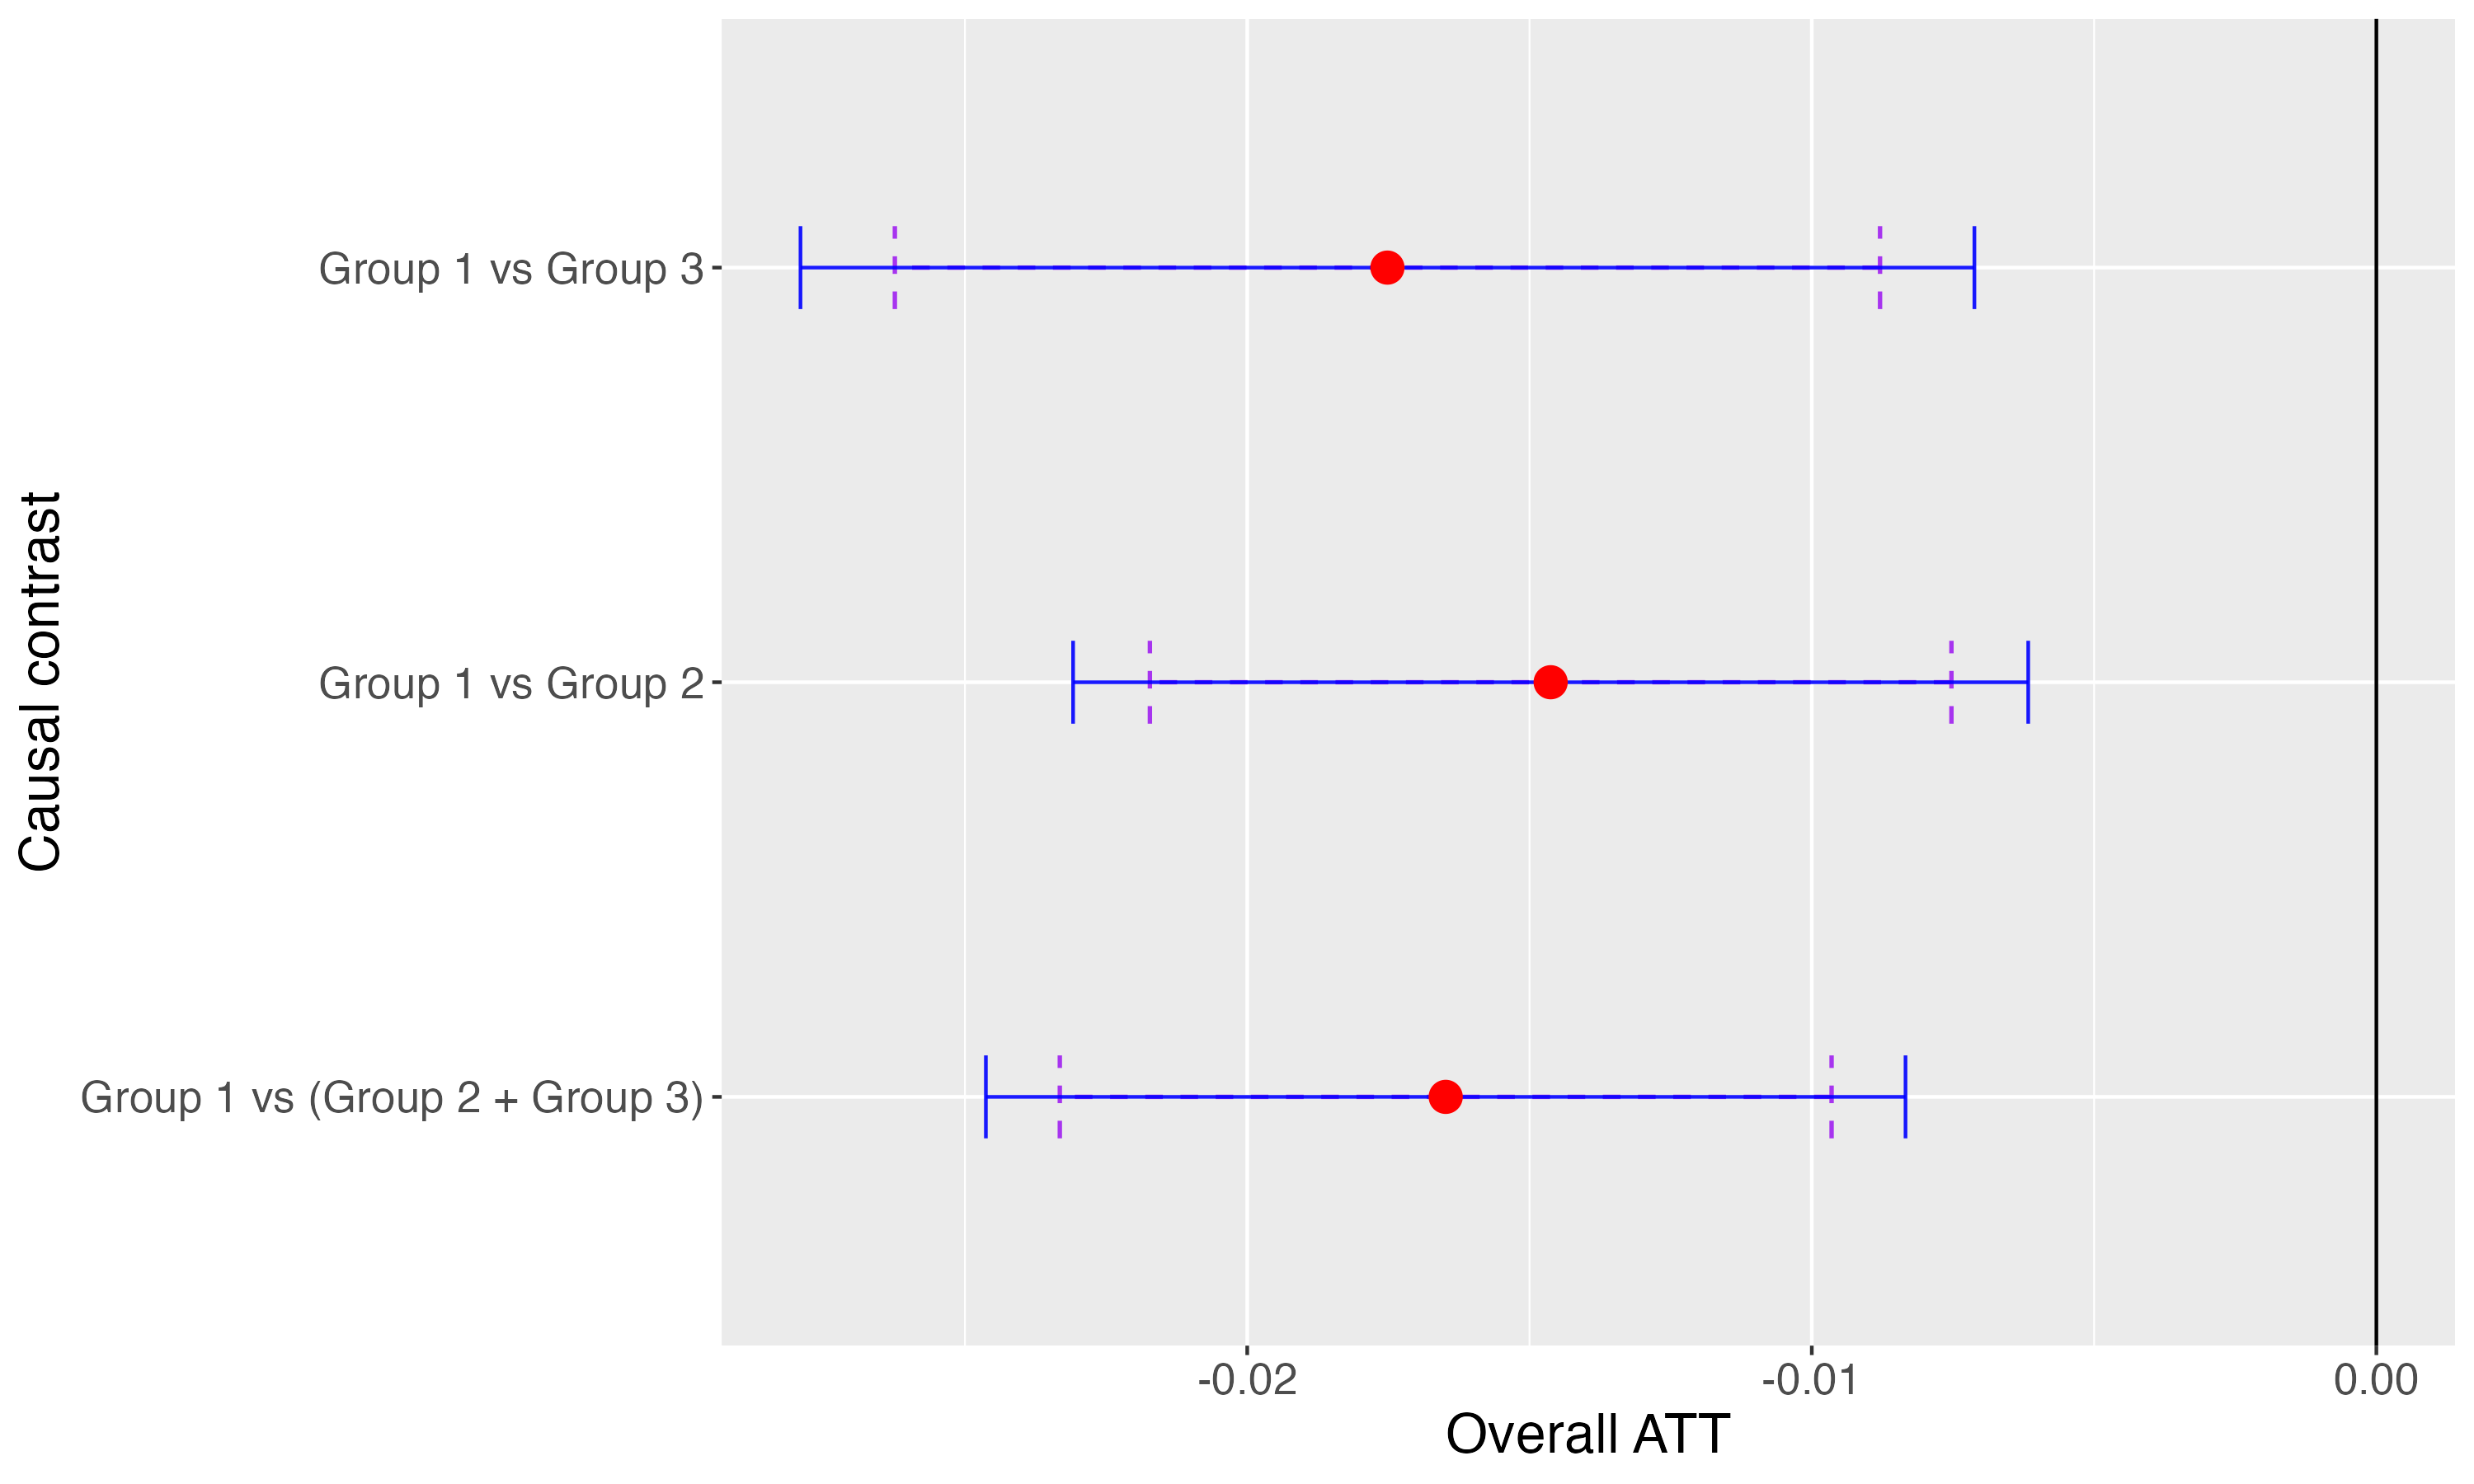 Causal contrast
Group 1 vs Group 3
Group 1 vs Group 2
Group 1 vs (Group 2 + Group 3)
-0.02
-0.01
0.00
Overall ATT